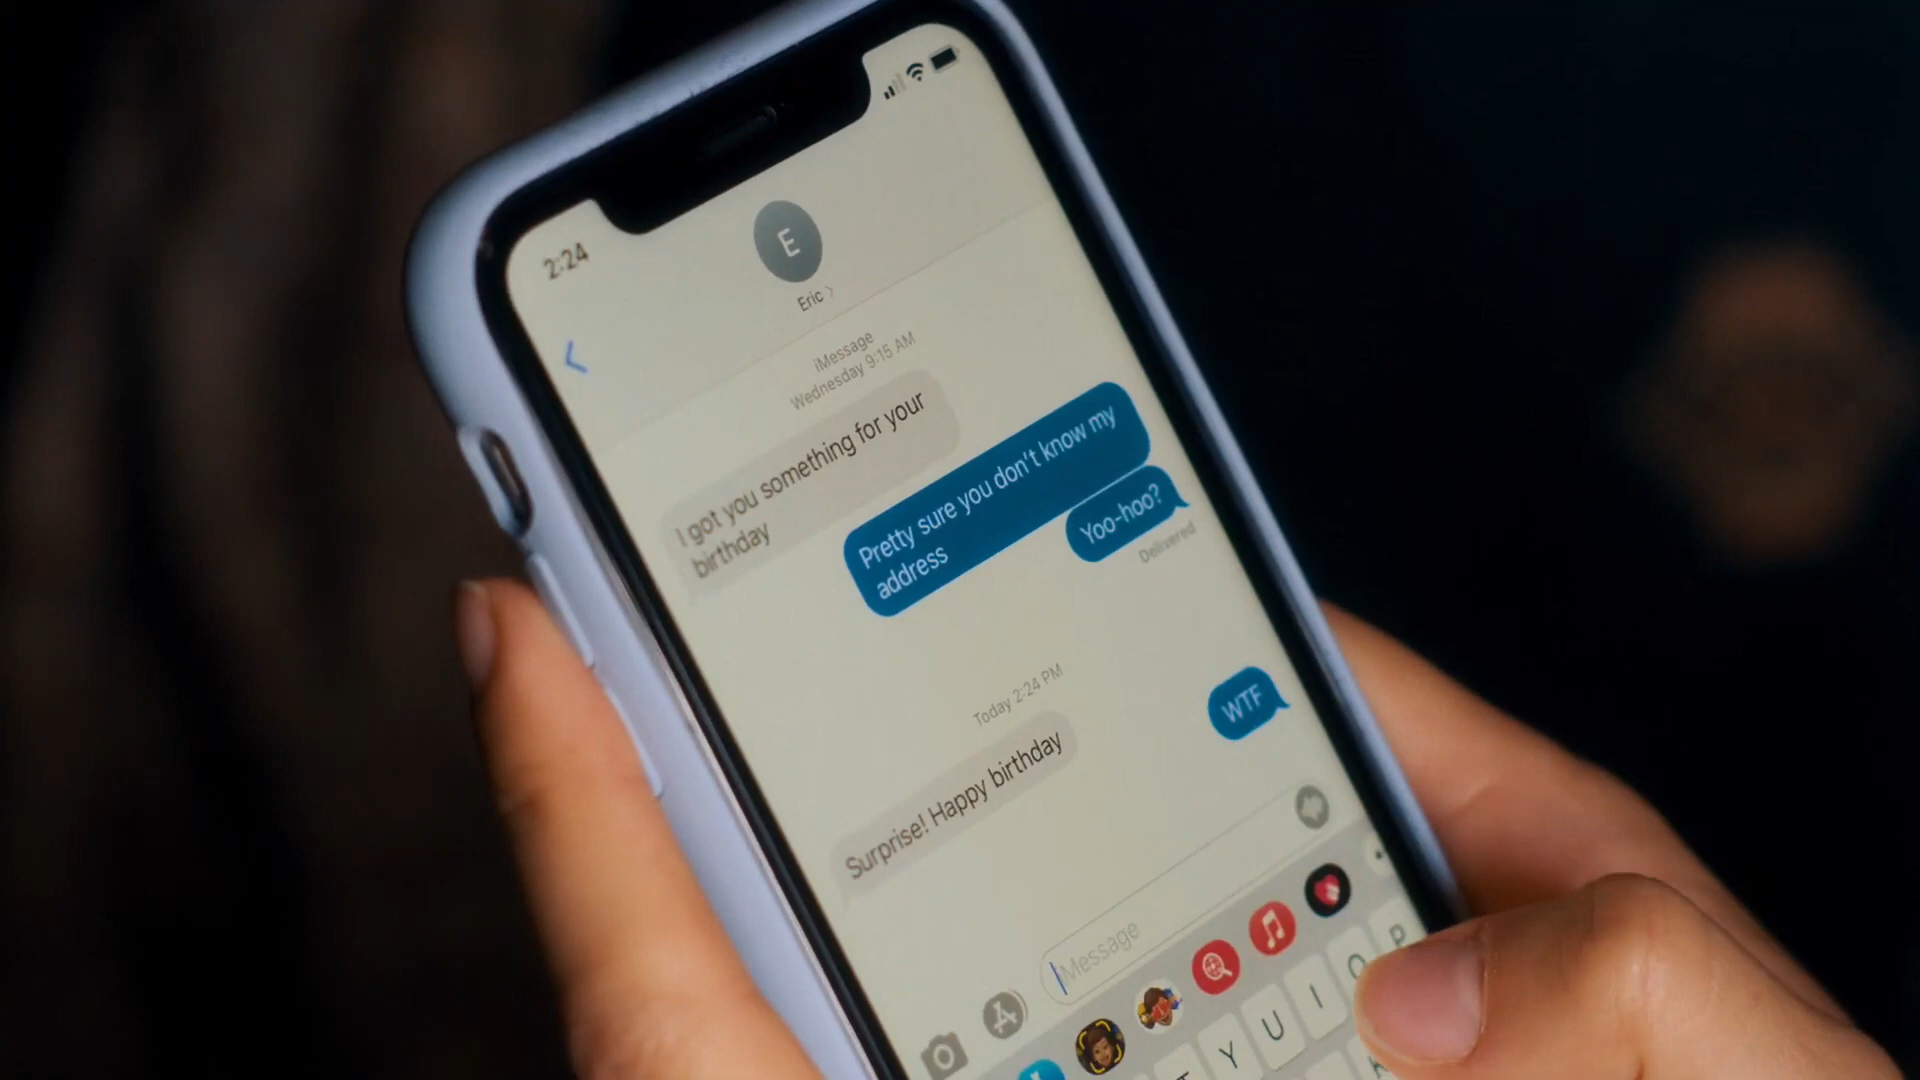 2:24
E
Eric
iMessage
Wednesday 9:15 AM
I got you something for your
birthday
Pretty sure you don't know my
address
Yoo-hoo?
Delivered
Today 2:24 PM
WTF
Surprise! Happy birthday
iMessage
Y U I O P